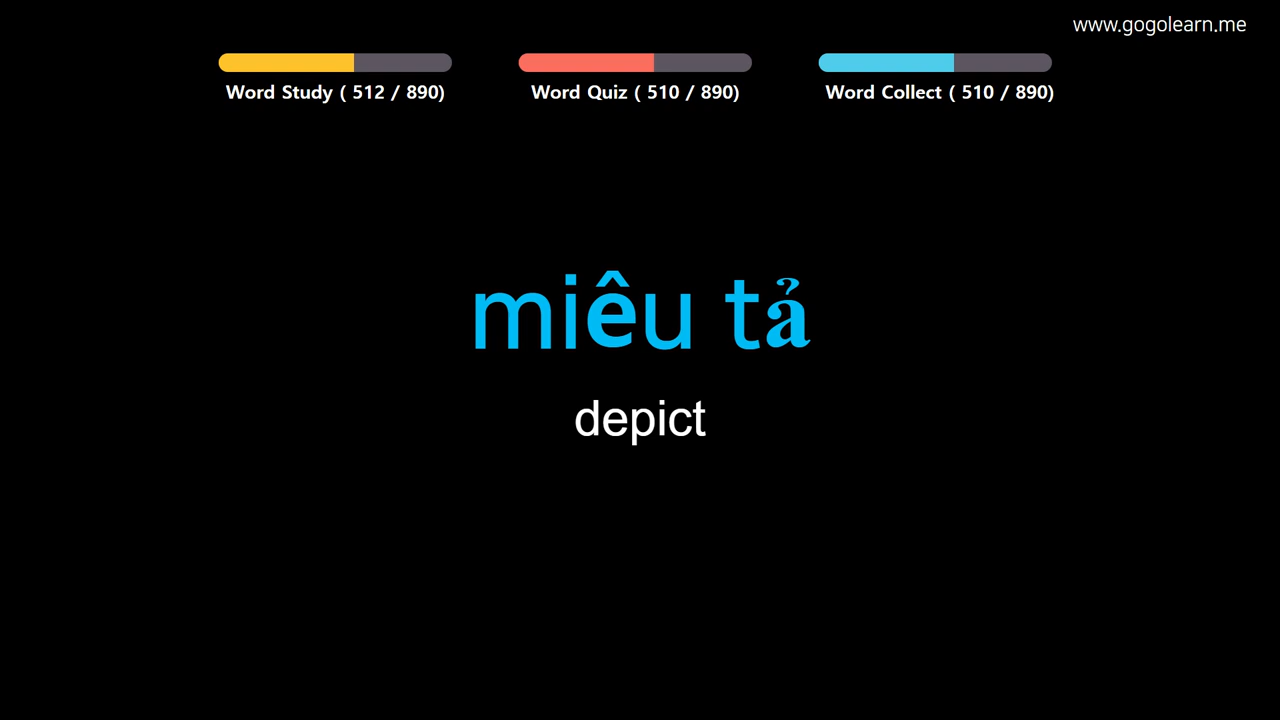 www.gogolearn.me
Word Study ( 512 / 890)
Word Quiz ( 510 / 890)
Word Collect ( 510 / 890)
miêu tả
depict